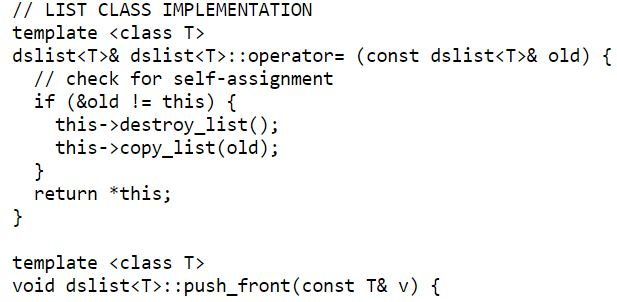 // LIST CLASS IMPLEMENTATION
template <class T>
dslist<T>& dslist<T>::operator= (const dslist<T>& old) {
  // check for self-assignment
  if (&old != this) {
    this->destroy_list();
    this->copy_list(old);
  }
  return *this;
}

template <class T>
void dslist<T>::push_front(const T& v) {